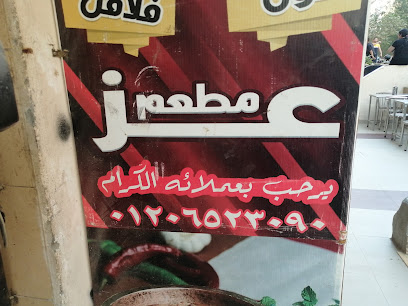 فلافل
مطعم
عز
يرحب بعملائه الكرام
٠١٢٠٦٥٢٣٠٩٠